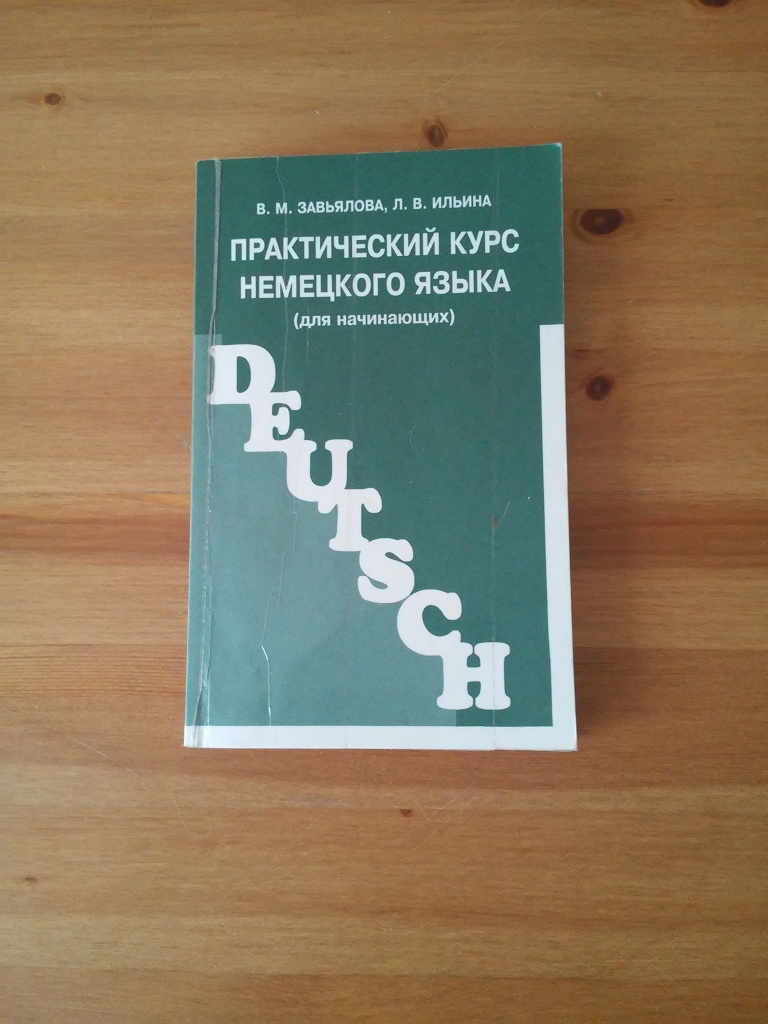 В. М. ЗАВЬЯЛОВА, Л. В. ИЛЬИНА
ПРАКТИЧЕСКИЙ КУРС
НЕМЕЦКОГО ЯЗЫКА
(для начинающих)
DEUTSCH